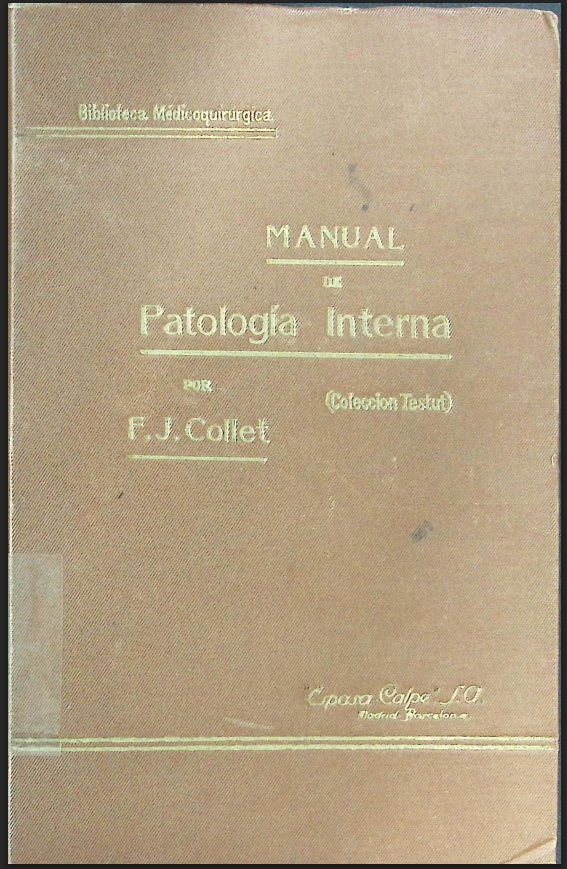 Biblioteca Médicoquirúrgica
MANUAL
DE
Patología Interna
POR
(Coleccion Testut)
F.J. Collet
"Espasa Calpe" S.A.
Madrid-Barcelona